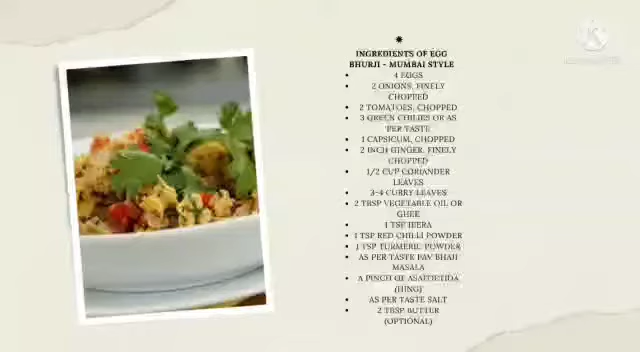 INGREDIENTS OF EGG
BHURJI - MUMBAI STYLE
• 4 EGGS
• 2 ONIONS, FINELY
CHOPPED
• 2 TOMATOES, CHOPPED
• 3 GREEN CHILIES OR AS
PER TASTE
• 1 CAPSICUM, CHOPPED
• 2 INCH GINGER, FINELY
CHOPPED
• 1/2 CUP CORIANDER
LEAVES
• 3-4 CURRY LEAVES
• 2 TBSP VEGETABLE OIL OR
GHEE
• 1 TSP JEERA
• 1 TSP RED CHILLI POWDER
• 1 TSP TURMERIC POWDER
• AS PER TASTE PAV BHAJI
MASALA
• A PINCH OF ASAFOETIDA
(HING)
• AS PER TASTE SALT
• 2 TBSP BUTTER
(OPTIONAL)